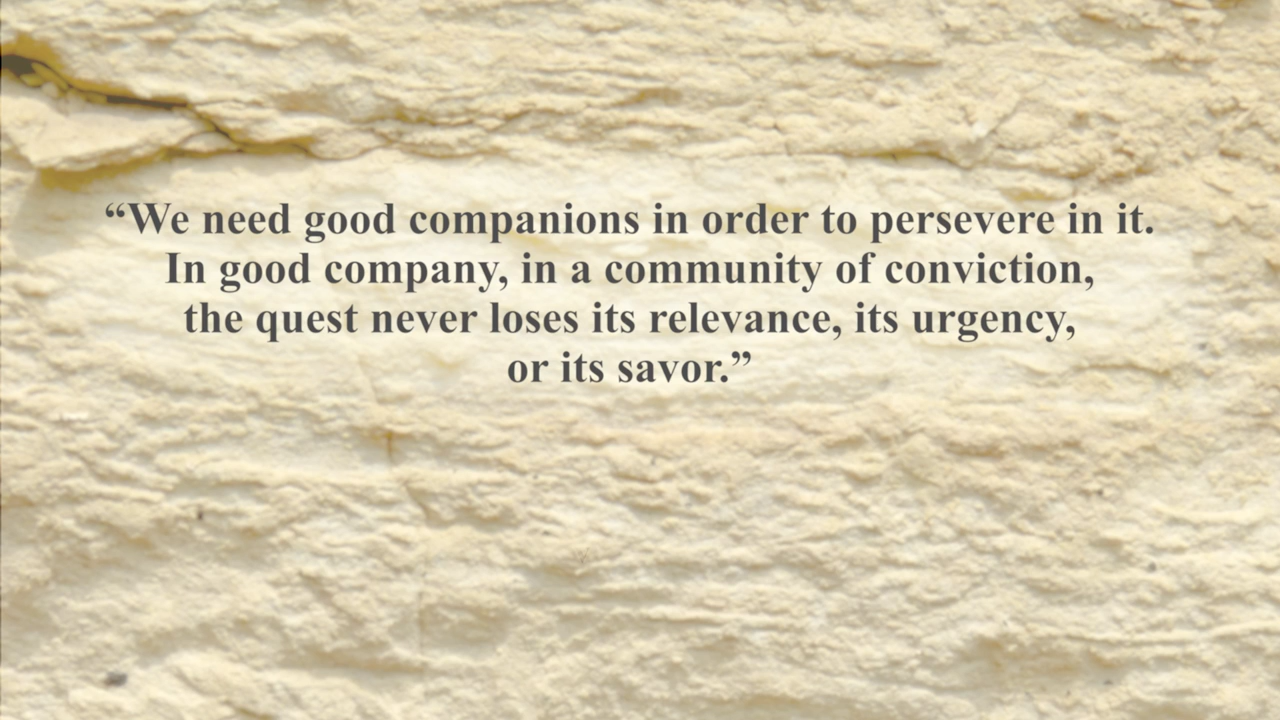 “We need good companions in order to persevere in it.
In good company, in a community of conviction,
the quest never loses its relevance, its urgency,
or its savor.”